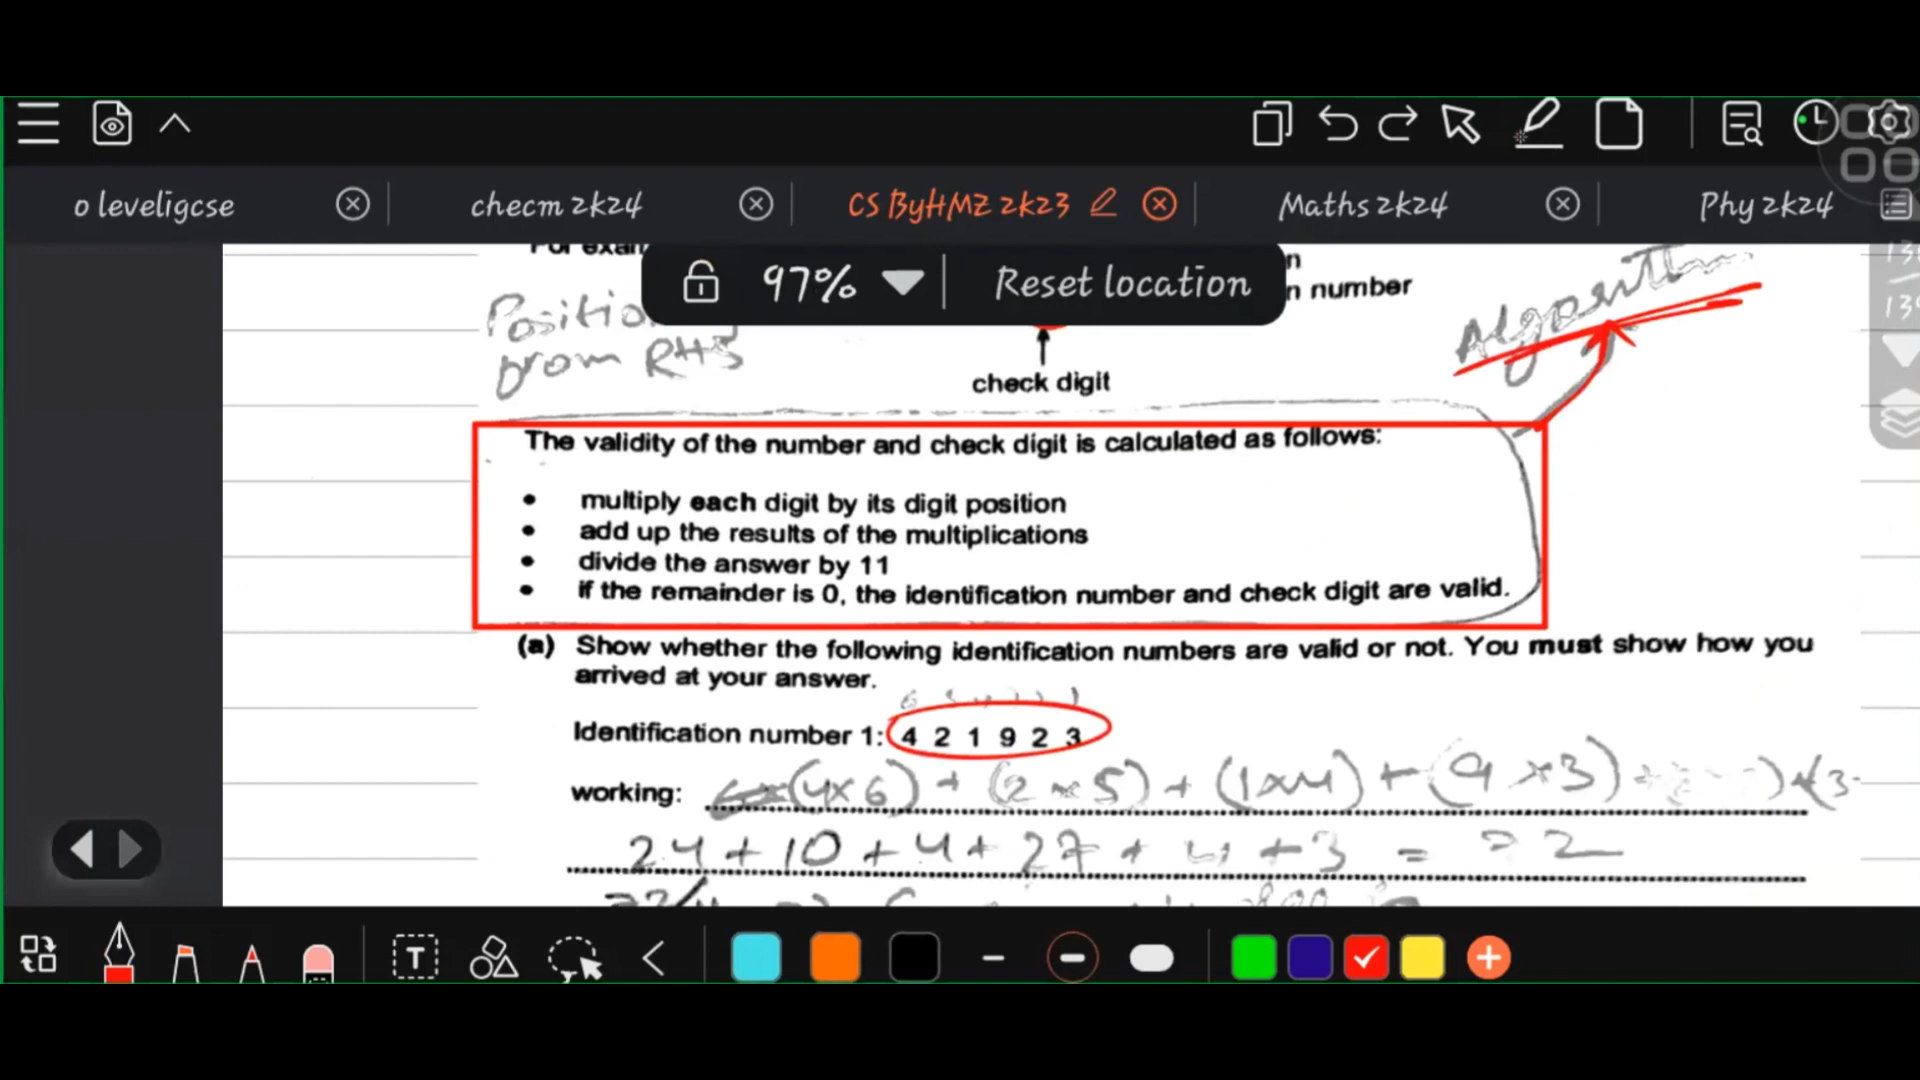 o leveligcse checm 2k24 CS ByHMZ 2k23 Maths 2k24 Phy 2k24
97% Reset location
n number
Algorithm
Positio
from RHS
check digit
The validity of the number and check digit is calculated as follows:
• multiply each digit by its digit position
• add up the results of the multiplications
• divide the answer by 11
• if the remainder is 0, the identification number and check digit are valid.
(a) Show whether the following identification numbers are valid or not. You must show how you
arrived at your answer.
Identification number 1: 4 2 1 9 2 3
working: (4x6) + (2x5) + (1x4) + (9x3) + (3
24 + 10 + 4 + 27 + 4 + 3 = 72
T